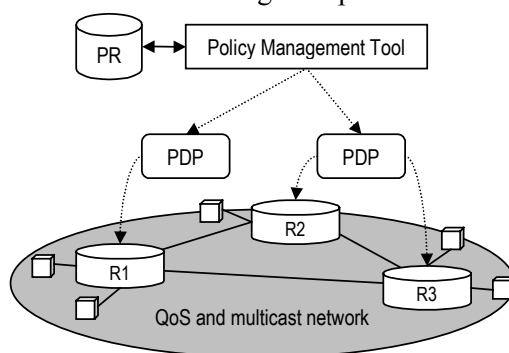 PR
Policy Management Tool
PDP
PDP
R2
R1
R3
QoS and multicast network